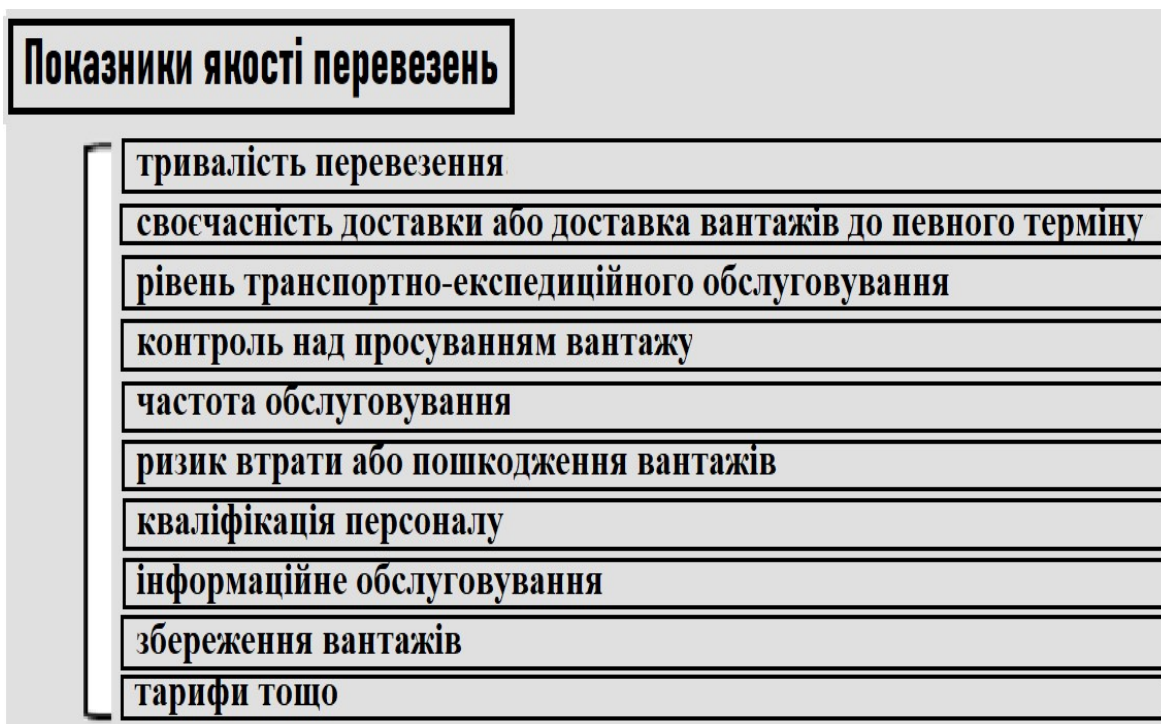 Показники якості перевезень
тривалість перевезення
своєчасність доставки або доставка вантажів до певного терміну
рівень транспортно-експедиційного обслуговування
контроль над просуванням вантажу
частота обслуговування
ризик втрати або пошкодження вантажів
кваліфікація персоналу
інформаційне обслуговування
збереження вантажів
тарифи тощо